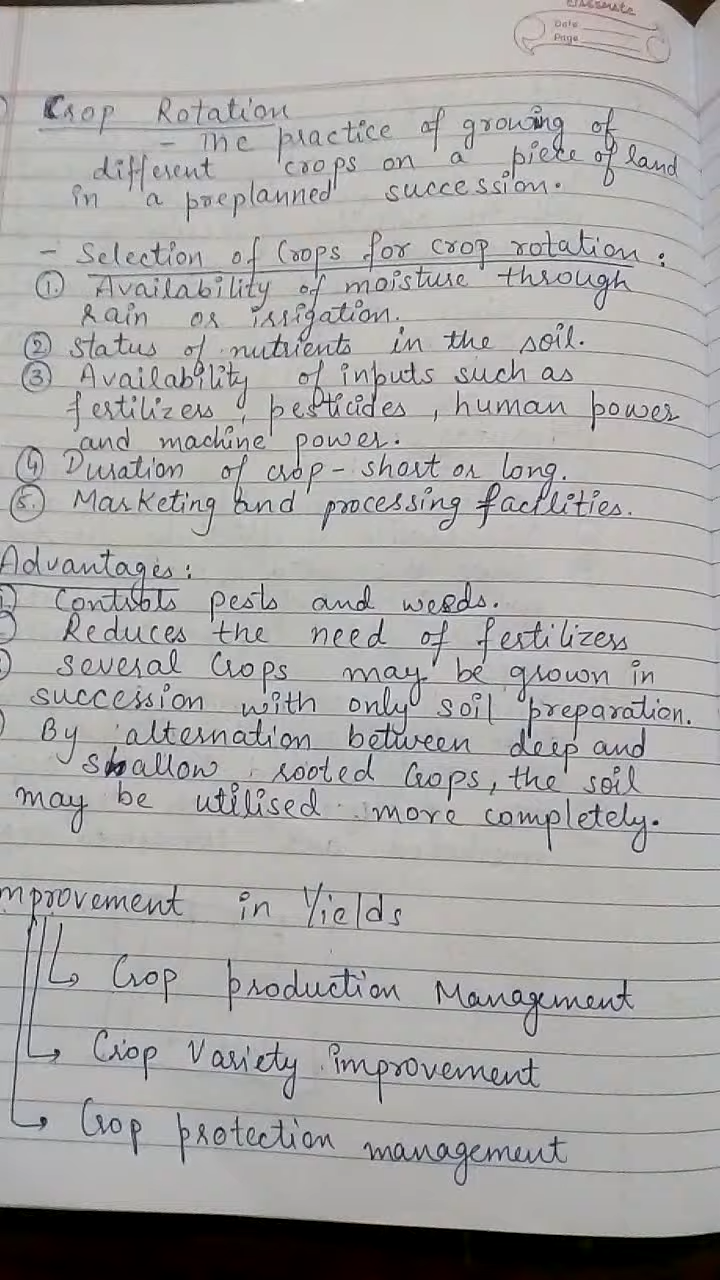 classmate
Date
Page
Crop Rotation
- The practice of growing of
different crops on a piece of land
in a preplanned succession.
- Selection of Crops for crop rotation :
① Availability of moisture through
Rain or irrigation.
② Status of nutrients in the soil.
③ Availability of inputs such as
fertilizers, pesticides, human power
and machine power.
④ Duration of crop - short or long.
⑤. Marketing and processing facilities.
Advantages :
Controls pests and weeds.
Reduces the need of fertilizers
Several Crops may be grown in
succession with only soil preparation.
By alternation between deep and
shallow rooted Crops, the soil
may be utilised more completely.
mprovement in Yields
↳ Crop production Management
↳ Crop Variety improvement
↳ Crop protection management